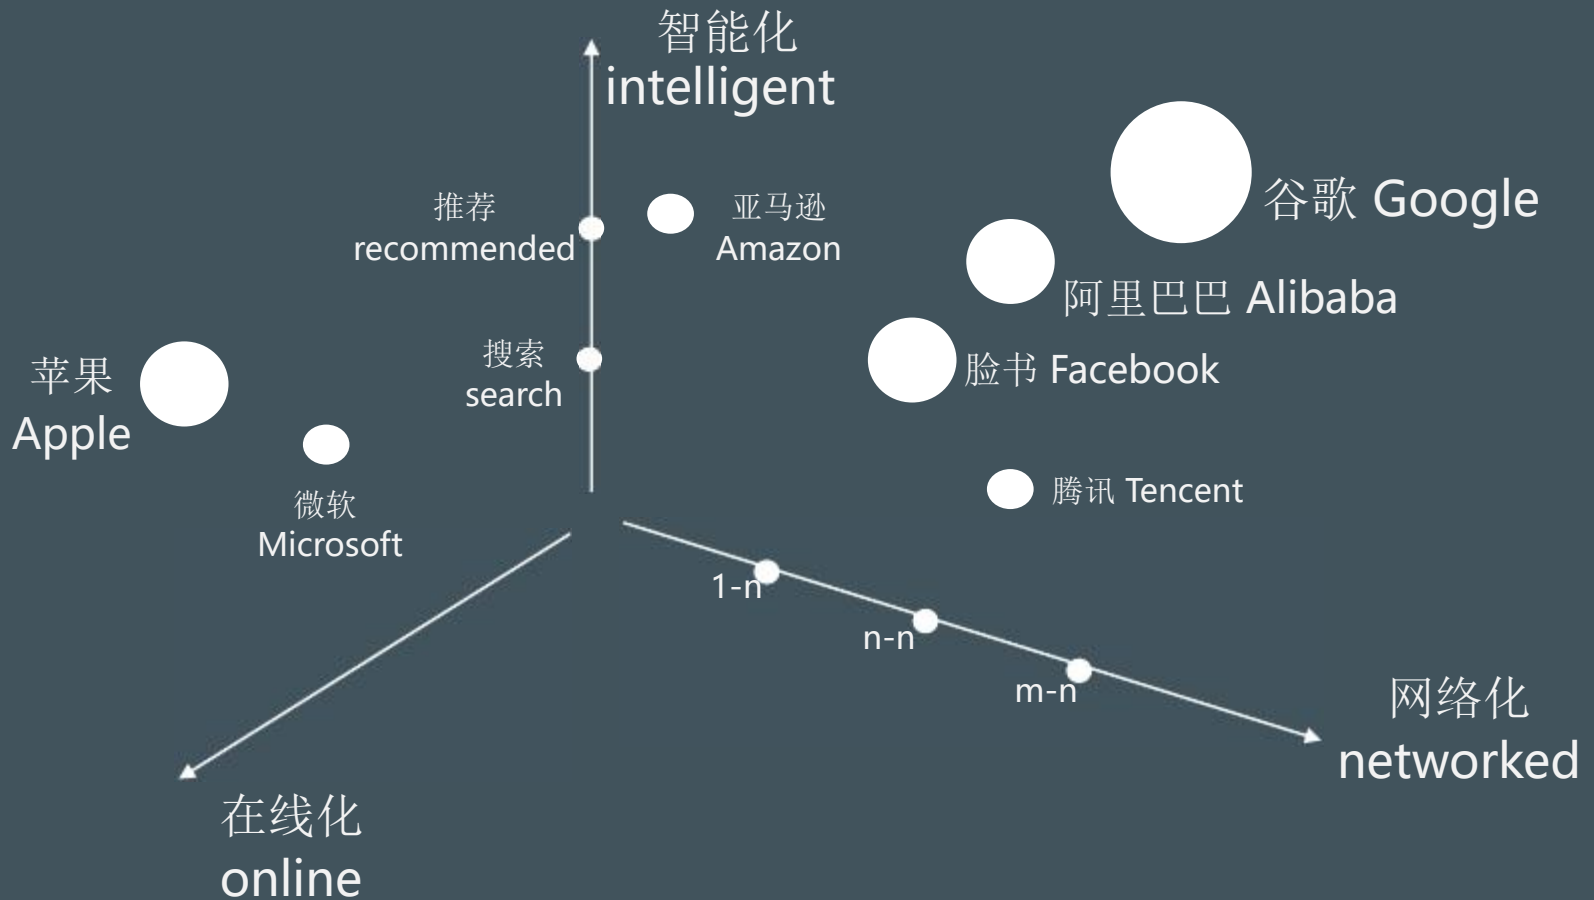 智能化
intelligent
推荐
recommended
亚马逊
Amazon
谷歌 Google
阿里巴巴 Alibaba
搜索
search
脸书 Facebook
苹果
Apple
微软
Microsoft
腾讯 Tencent
1-n
n-n
m-n
网络化
networked
在线化
online